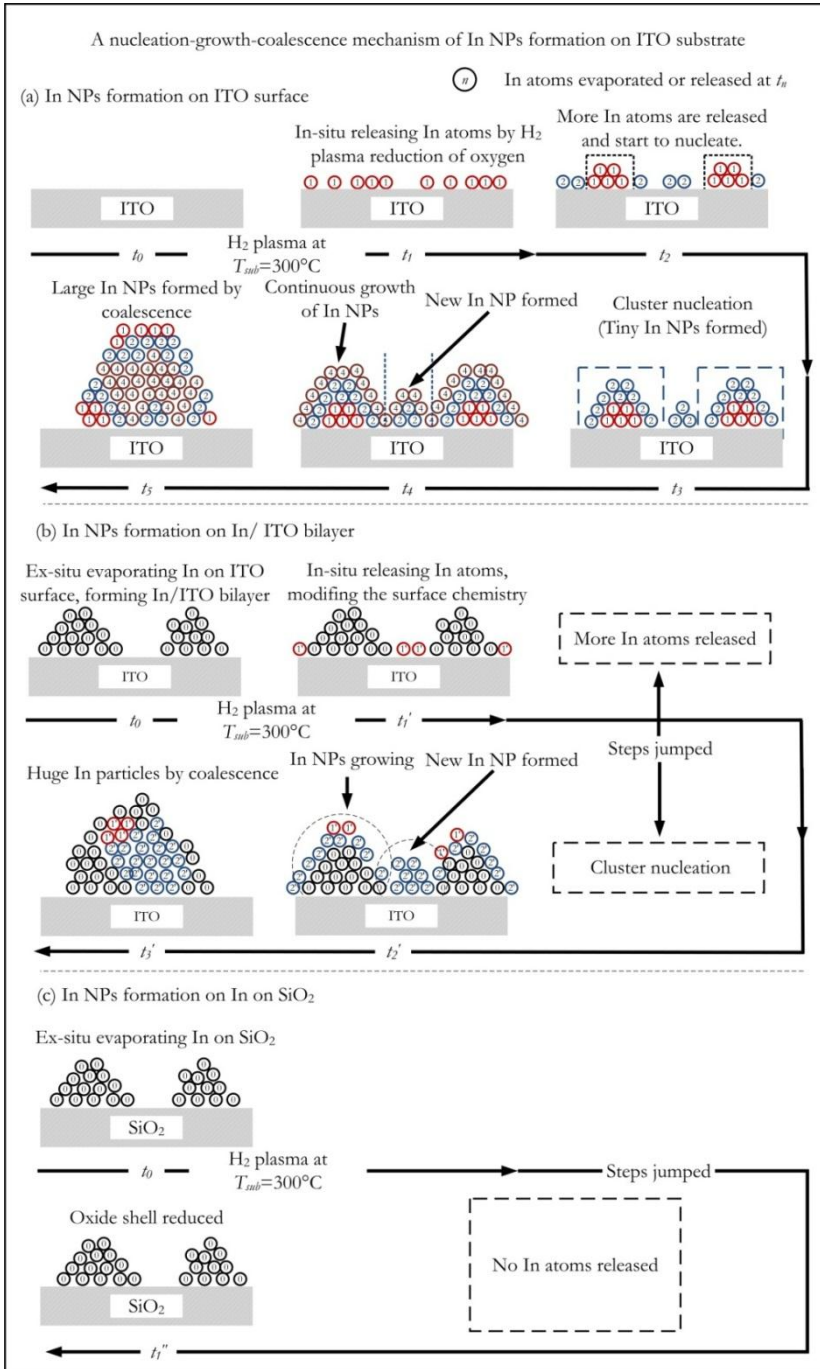 A nucleation-growth-coalescence mechanism of In NPs formation on ITO substrate
n In atoms evaporated or released at tn
(a) In NPs formation on ITO surface
In-situ releasing In atoms by H2
plasma reduction of oxygen
More In atoms are released
and start to nucleate.
ITO
ITO
ITO
t0
H2 plasma at
Tsub=300°C
t1
t2
Large In NPs formed by
coalescence
Continuous growth
of In NPs
New In NP formed
Cluster nucleation
(Tiny In NPs formed)
ITO
ITO
ITO
t5
t4
t3
(b) In NPs formation on In/ ITO bilayer
Ex-situ evaporating In on ITO
surface, forming In/ITO bilayer
In-situ releasing In atoms,
modifing the surface chemistry
More In atoms released
ITO
ITO
t0
H2 plasma at
Tsub=300°C
t1'
Steps jumped
Huge In particles by coalescence
In NPs growing
New In NP formed
Cluster nucleation
ITO
ITO
t3'
t2'
(c) In NPs formation on In on SiO2
Ex-situ evaporating In on SiO2
SiO2
t0
H2 plasma at
Tsub=300°C
Steps jumped
Oxide shell reduced
No In atoms released
SiO2
t1"